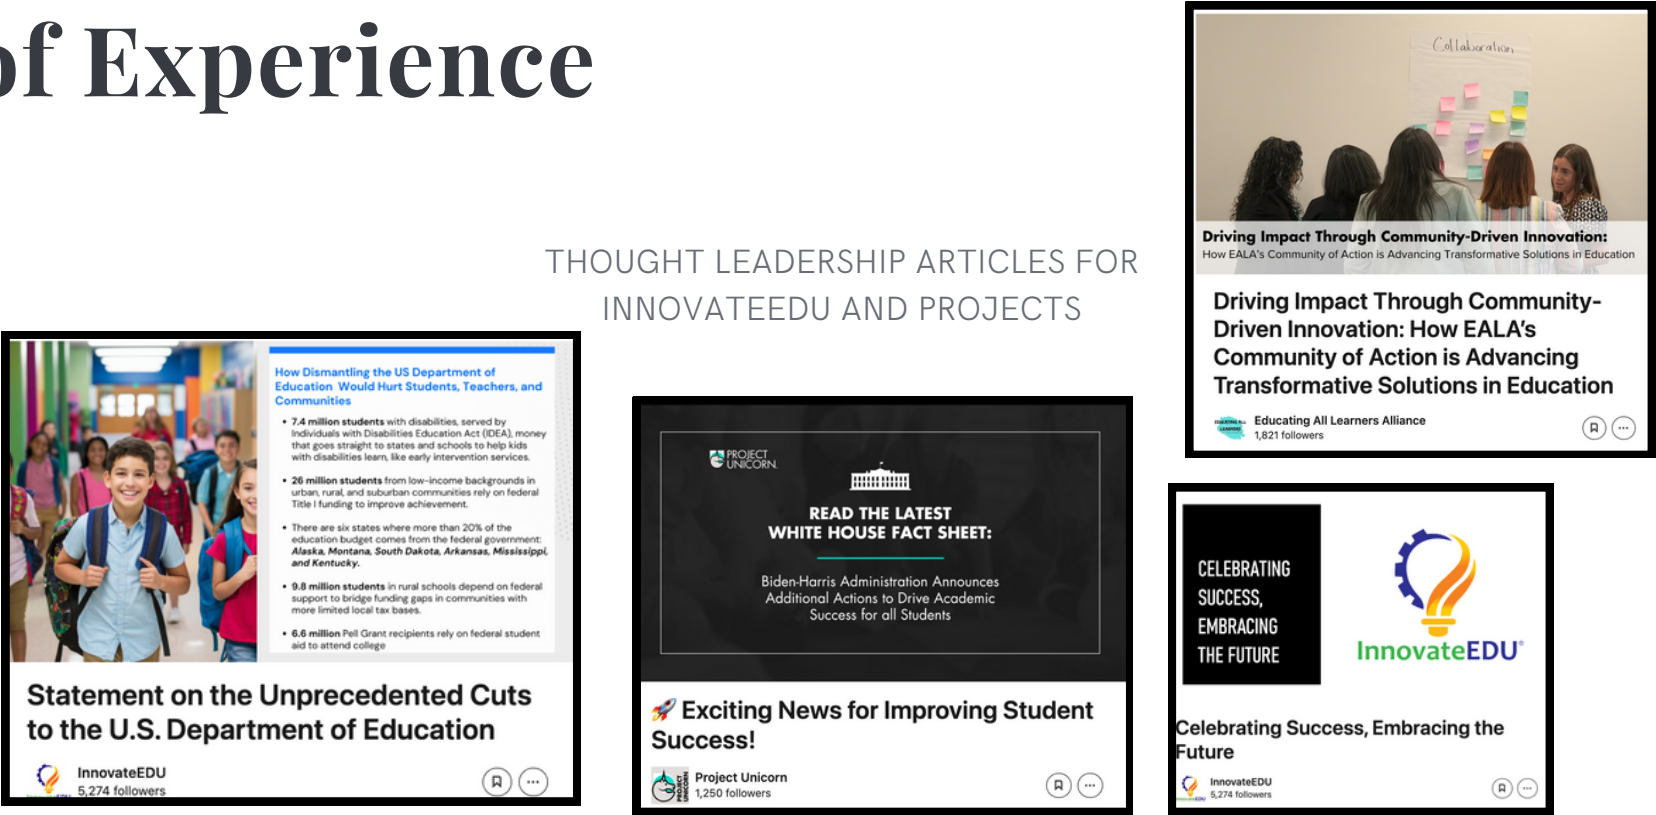 of Experience
THOUGHT LEADERSHIP ARTICLES FOR
INNOVATEEDU AND PROJECTS
How Dismantling the US Department of
Education Would Hurt Students, Teachers, and
Communities
• 7.4 million students with disabilities, served by
Individuals with Disabilities Education Act (IDEA), money
that goes straight to states and schools to help kids
with disabilities learn, like early intervention services.
• 26 million students from low-income backgrounds in
urban, rural, and suburban communities rely on federal
Title I funding to improve achievement.
• There are six states where more than 20% of the
education budget comes from the federal government:
Alaska, Montana, South Dakota, Arkansas, Mississippi,
and Kentucky.
• 9.8 million students in rural schools depend on federal
support to bridge funding gaps in communities with
more limited local tax bases.
• 6.6 million Pell Grant recipients rely on federal student
aid to attend college
Statement on the Unprecedented Cuts
to the U.S. Department of Education
InnovateEDU
InnovateEDU
5,274 followers
PROJECT
UNICORN
READ THE LATEST
WHITE HOUSE FACT SHEET:
Biden-Harris Administration Announces
Additional Actions to Drive Academic
Success for all Students
🚀 Exciting News for Improving Student
Success!
PROJECT
UNICORN
Project Unicorn
1,250 followers
Collaboration
Driving Impact Through Community-Driven Innovation:
How EALA's Community of Action is Advancing Transformative Solutions in Education
Driving Impact Through Community-
Driven Innovation: How EALA's
Community of Action is Advancing
Transformative Solutions in Education
EDUCATING ALL
LEARNERS
Educating All Learners Alliance
1,821 followers
CELEBRATING
SUCCESS,
EMBRACING
THE FUTURE
InnovateEDU®
Celebrating Success, Embracing the
Future
InnovateEDU
InnovateEDU
5,274 followers